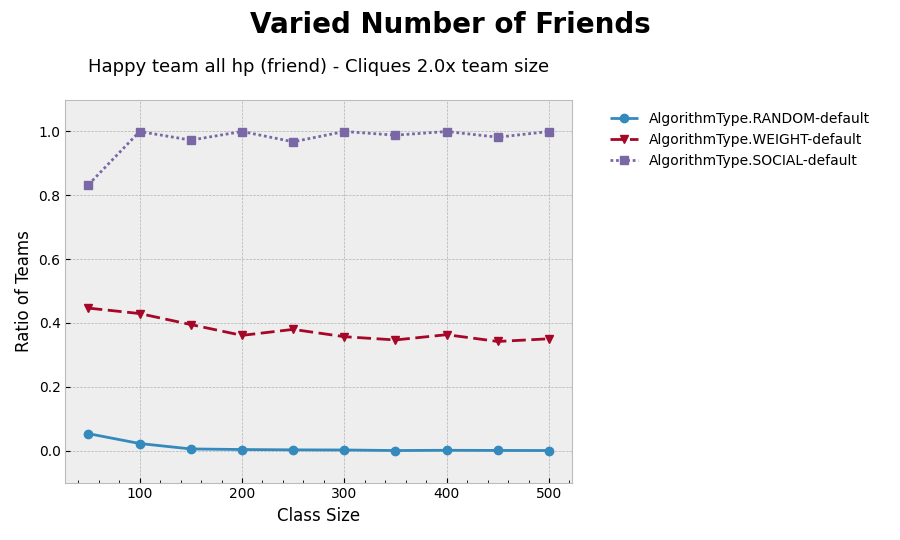 Varied Number of Friends
Happy team all hp (friend) - Cliques 2.0x team size
AlgorithmType.RANDOM-default
AlgorithmType.WEIGHT-default
AlgorithmType.SOCIAL-default
Ratio of Teams
1.0
0.8
0.6
0.4
0.2
0.0
100 200 300 400 500
Class Size